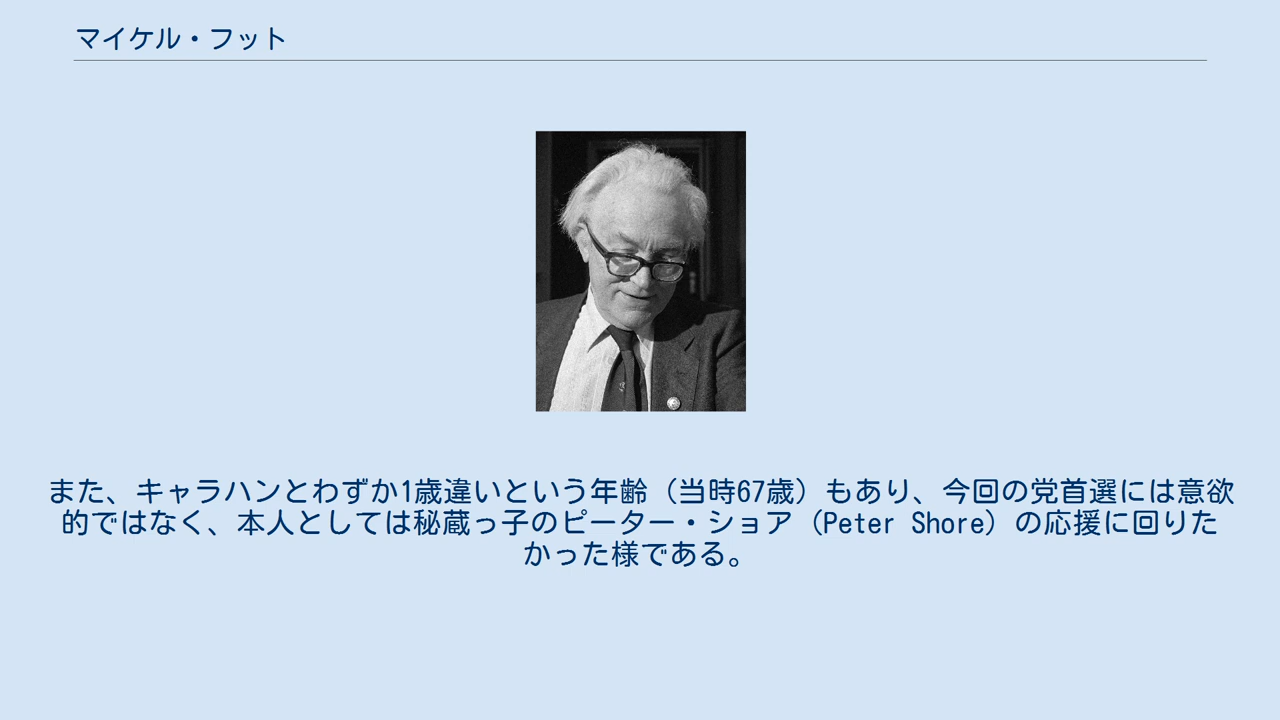 マイケル・フット
また、キャラハンとわずか1歳違いという年齢（当時67歳）もあり、今回の党首選には意欲
的ではなく、本人としては秘蔵っ子のピーター・ショア（Peter Shore）の応援に回りた
かった様である。